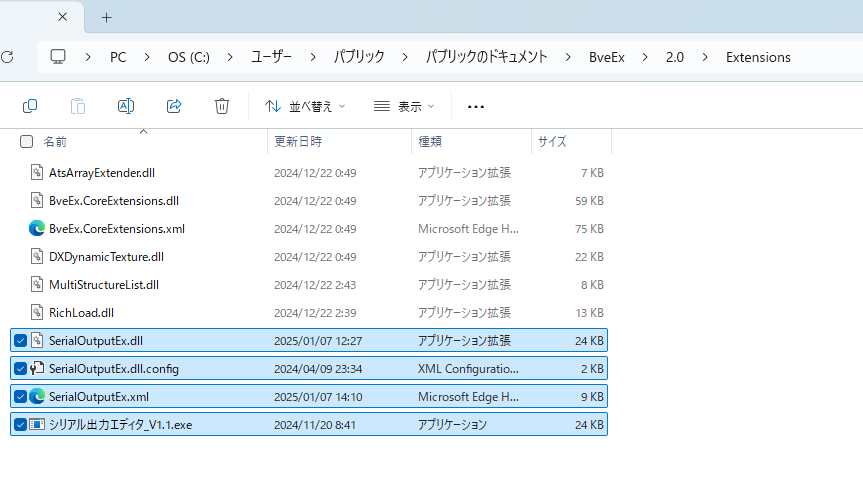 PC > OS (C:) > ユーザー > パブリック > パブリックのドキュメント > BveEx > 2.0 > Extensions
並べ替え 表示
名前 更新日時 種類 サイズ
AtsArrayExtender.dll 2024/12/22 0:49 アプリケーション拡張 7 KB
BveEx.CoreExtensions.dll 2024/12/22 0:49 アプリケーション拡張 59 KB
BveEx.CoreExtensions.xml 2024/12/22 0:49 Microsoft Edge H... 75 KB
DXDynamicTexture.dll 2024/12/22 0:49 アプリケーション拡張 22 KB
MultiStructureList.dll 2024/12/22 2:43 アプリケーション拡張 8 KB
RichLoad.dll 2024/12/22 2:39 アプリケーション拡張 13 KB
SerialOutputEx.dll 2025/01/07 12:27 アプリケーション拡張 24 KB
SerialOutputEx.dll.config 2024/04/09 23:34 XML Configuratio... 2 KB
SerialOutputEx.xml 2025/01/07 14:10 Microsoft Edge H... 9 KB
シリアル出力エディタ_V1.1.exe 2024/11/20 8:41 アプリケーション 24 KB